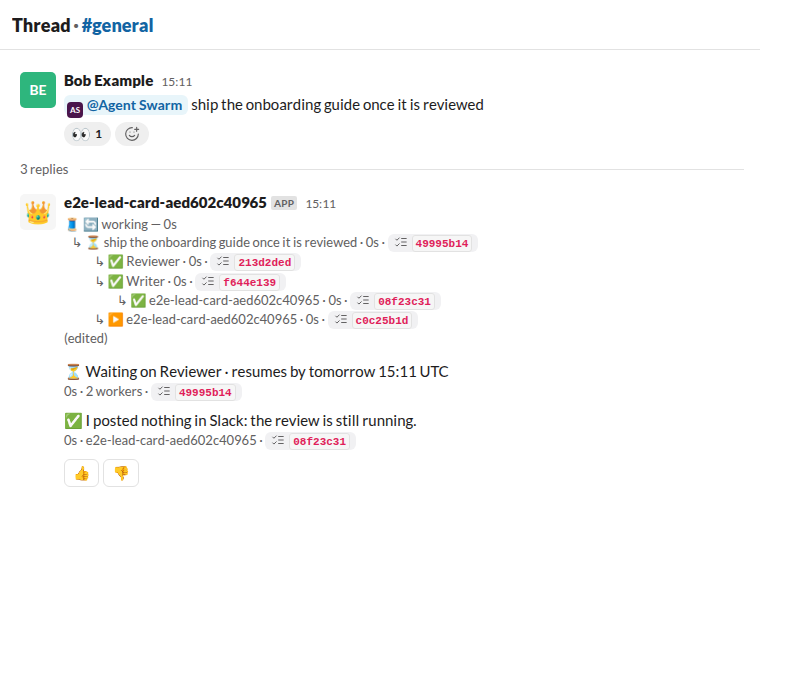 Thread · #general
BE
Bob Example 15:11
AS @Agent Swarm ship the onboarding guide once it is reviewed
👀 1
3 replies
e2e-lead-card-aed602c40965 APP 15:11
🧵 🔄 working — 0s
↳ ⏳ ship the onboarding guide once it is reviewed · 0s · 49995b14
↳ ✅ Reviewer · 0s · 213d2ded
↳ ✅ Writer · 0s · f644e139
↳ ✅ e2e-lead-card-aed602c40965 · 0s · 08f23c31
↳ ▶️ e2e-lead-card-aed602c40965 · 0s · c0c25b1d
(edited)
⏳ Waiting on Reviewer · resumes by tomorrow 15:11 UTC
0s · 2 workers · 49995b14
✅ I posted nothing in Slack: the review is still running.
0s · e2e-lead-card-aed602c40965 · 08f23c31
👍 👎